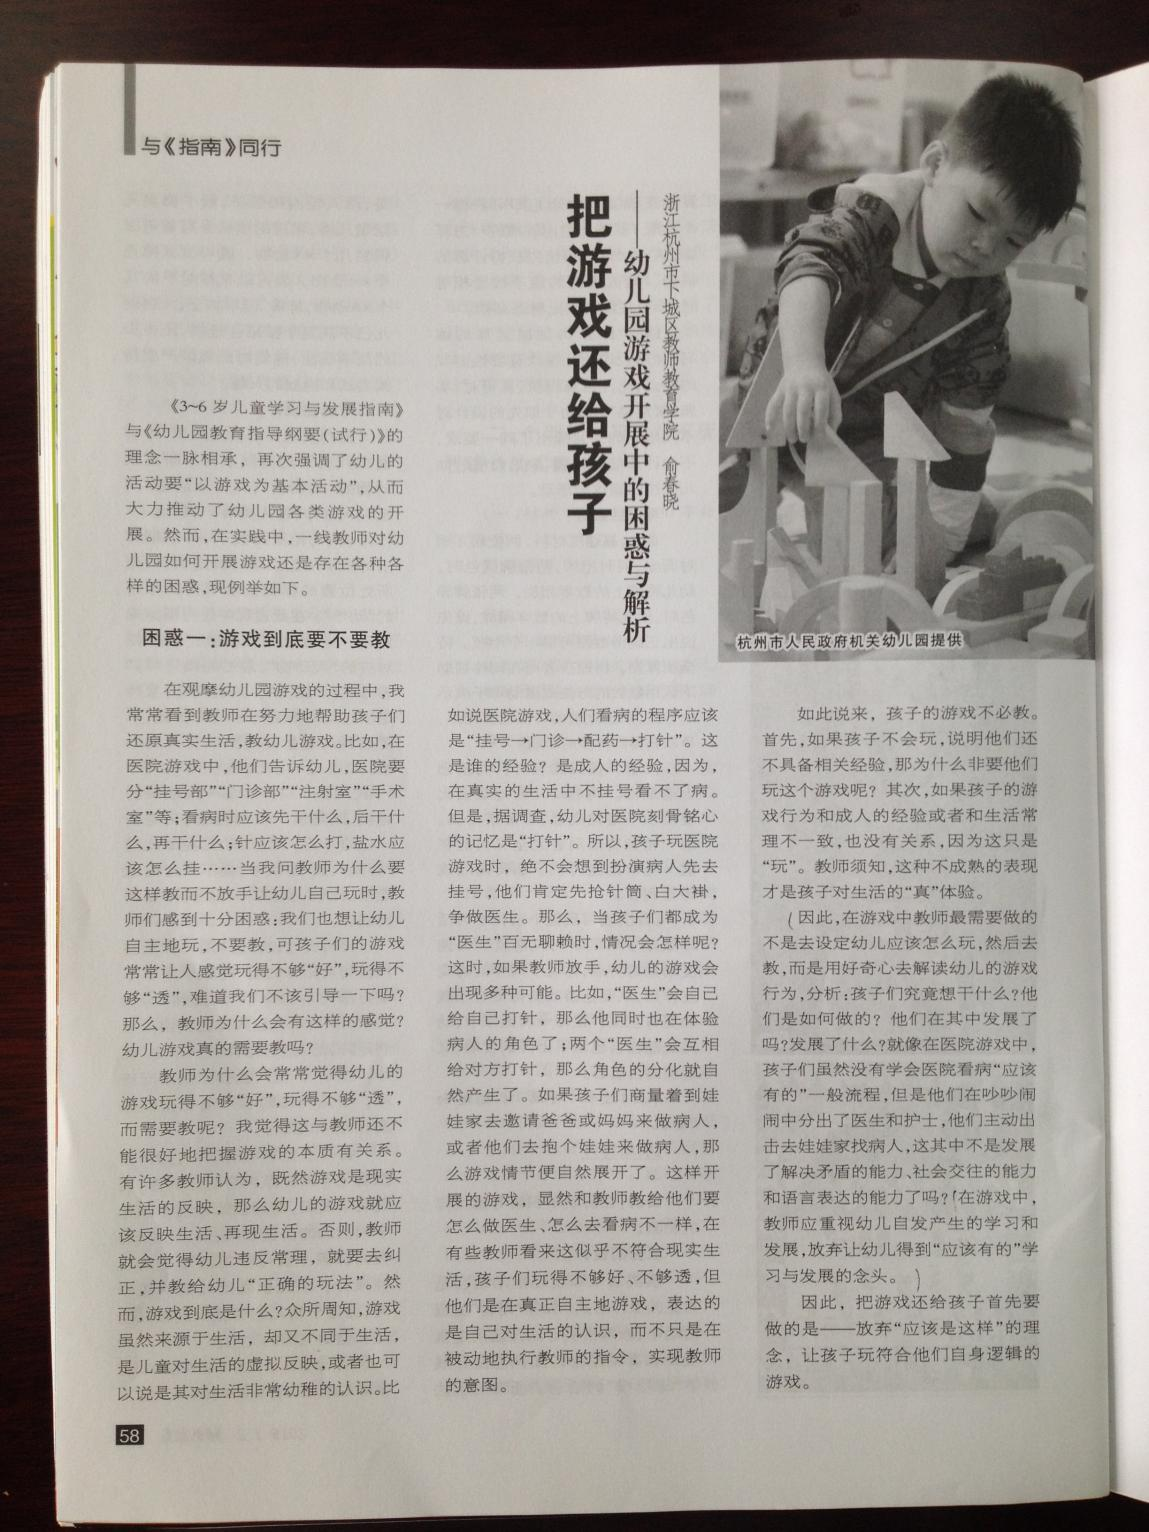 与《指南》同行
把游戏还给孩子
——幼儿园游戏开展中的困惑与解析
浙江杭州市下城区教师教育学院 俞春晓
杭州市人民政府机关幼儿园提供
《3~6 岁儿童学习与发展指南》
与《幼儿园教育指导纲要(试行)》的
理念一脉相承，再次强调了幼儿的
活动要“以游戏为基本活动”,从而
大力推动了幼儿园各类游戏的开
展。然而,在实践中,一线教师对幼
儿园如何开展游戏还是存在各种各
样的困惑,现例举如下。
困惑一:游戏到底要不要教
在观摩幼儿园游戏的过程中,我
常常看到教师在努力地帮助孩子们
还原真实生活,教幼儿游戏。比如,在
医院游戏中,他们告诉幼儿,医院要
分“挂号部”“门诊部”“注射室”“手术
室”等;看病时应该先干什么,后干什
么,再干什么;针应该怎么打,盐水应
该怎么挂……当我问教师为什么要
这样教而不放手让幼儿自己玩时,教
师们感到十分困惑:我们也想让幼儿
自主地玩,不要教,可孩子们的游戏
常常让人感觉玩得不够“好”,玩得不
够“透”,难道我们不该引导一下吗?
那么，教师为什么会有这样的感觉?
幼儿游戏真的需要教吗?
教师为什么会常常觉得幼儿的
游戏玩得不够“好”,玩得不够“透”,
而需要教呢? 我觉得这与教师还不
能很好地把握游戏的本质有关系。
有许多教师认为，既然游戏是现实
生活的反映，那么幼儿的游戏就应
该反映生活、再现生活。否则,教师
就会觉得幼儿违反常理，就要去纠
正,并教给幼儿“正确的玩法”。然
而,游戏到底是什么?众所周知,游戏
虽然来源于生活，却又不同于生活,
是儿童对生活的虚拟反映,或者也可
以说是其对生活非常幼稚的认识。比
如说医院游戏,人们看病的程序应该
是“挂号→门诊→配药→打针”。这
是谁的经验? 是成人的经验,因为,
在真实的生活中不挂号看不了病。
但是,据调查,幼儿对医院刻骨铭心
的记忆是“打针”。所以,孩子玩医院
游戏时，绝不会想到扮演病人先去
挂号,他们肯定先抢针筒、白大褂,
争做医生。那么，当孩子们都成为
“医生”百无聊赖时,情况会怎样呢?
这时,如果教师放手,幼儿的游戏会
出现多种可能。比如,“医生”会自己
给自己打针，那么他同时也在体验
病人的角色了;两个“医生”会互相
给对方打针，那么角色的分化就自
然产生了。如果孩子们商量着到娃
娃家去邀请爸爸或妈妈来做病人,
或者他们去抱个娃娃来做病人,那
么游戏情节便自然展开了。这样开
展的游戏，显然和教师教给他们要
怎么做医生、怎么去看病不一样,在
有些教师看来这似乎不符合现实生
活,孩子们玩得不够好、不够透,但
他们是在真正自主地游戏，表达的
是自己对生活的认识，而不只是在
被动地执行教师的指令，实现教师
的意图。
如此说来，孩子的游戏不必教。
首先,如果孩子不会玩,说明他们还
不具备相关经验,那为什么非要他们
玩这个游戏呢? 其次,如果孩子的游
戏行为和成人的经验或者和生活常
理不一致,也没有关系,因为这只是
“玩”。教师须知,这种不成熟的表现
才是孩子对生活的“真”体验。
(因此,在游戏中教师最需要做的
不是去设定幼儿应该怎么玩,然后去
教,而是用好奇心去解读幼儿的游戏
行为,分析:孩子们究竟想干什么?他
们是如何做的? 他们在其中发展了
吗?发展了什么?就像在医院游戏中,
孩子们虽然没有学会医院看病“应该
有的”一般流程,但是他们在吵吵闹
闹中分出了医生和护士,他们主动出
击去娃娃家找病人,这其中不是发展
了解决矛盾的能力、社会交往的能力
和语言表达的能力了吗?(在游戏中,
教师应重视幼儿自发产生的学习和
发展,放弃让幼儿得到“应该有的”学
习与发展的念头。)
因此，把游戏还给孩子首先要
做的是——放弃“应该是这样”的理
念，让孩子玩符合他们自身逻辑的
游戏。
58